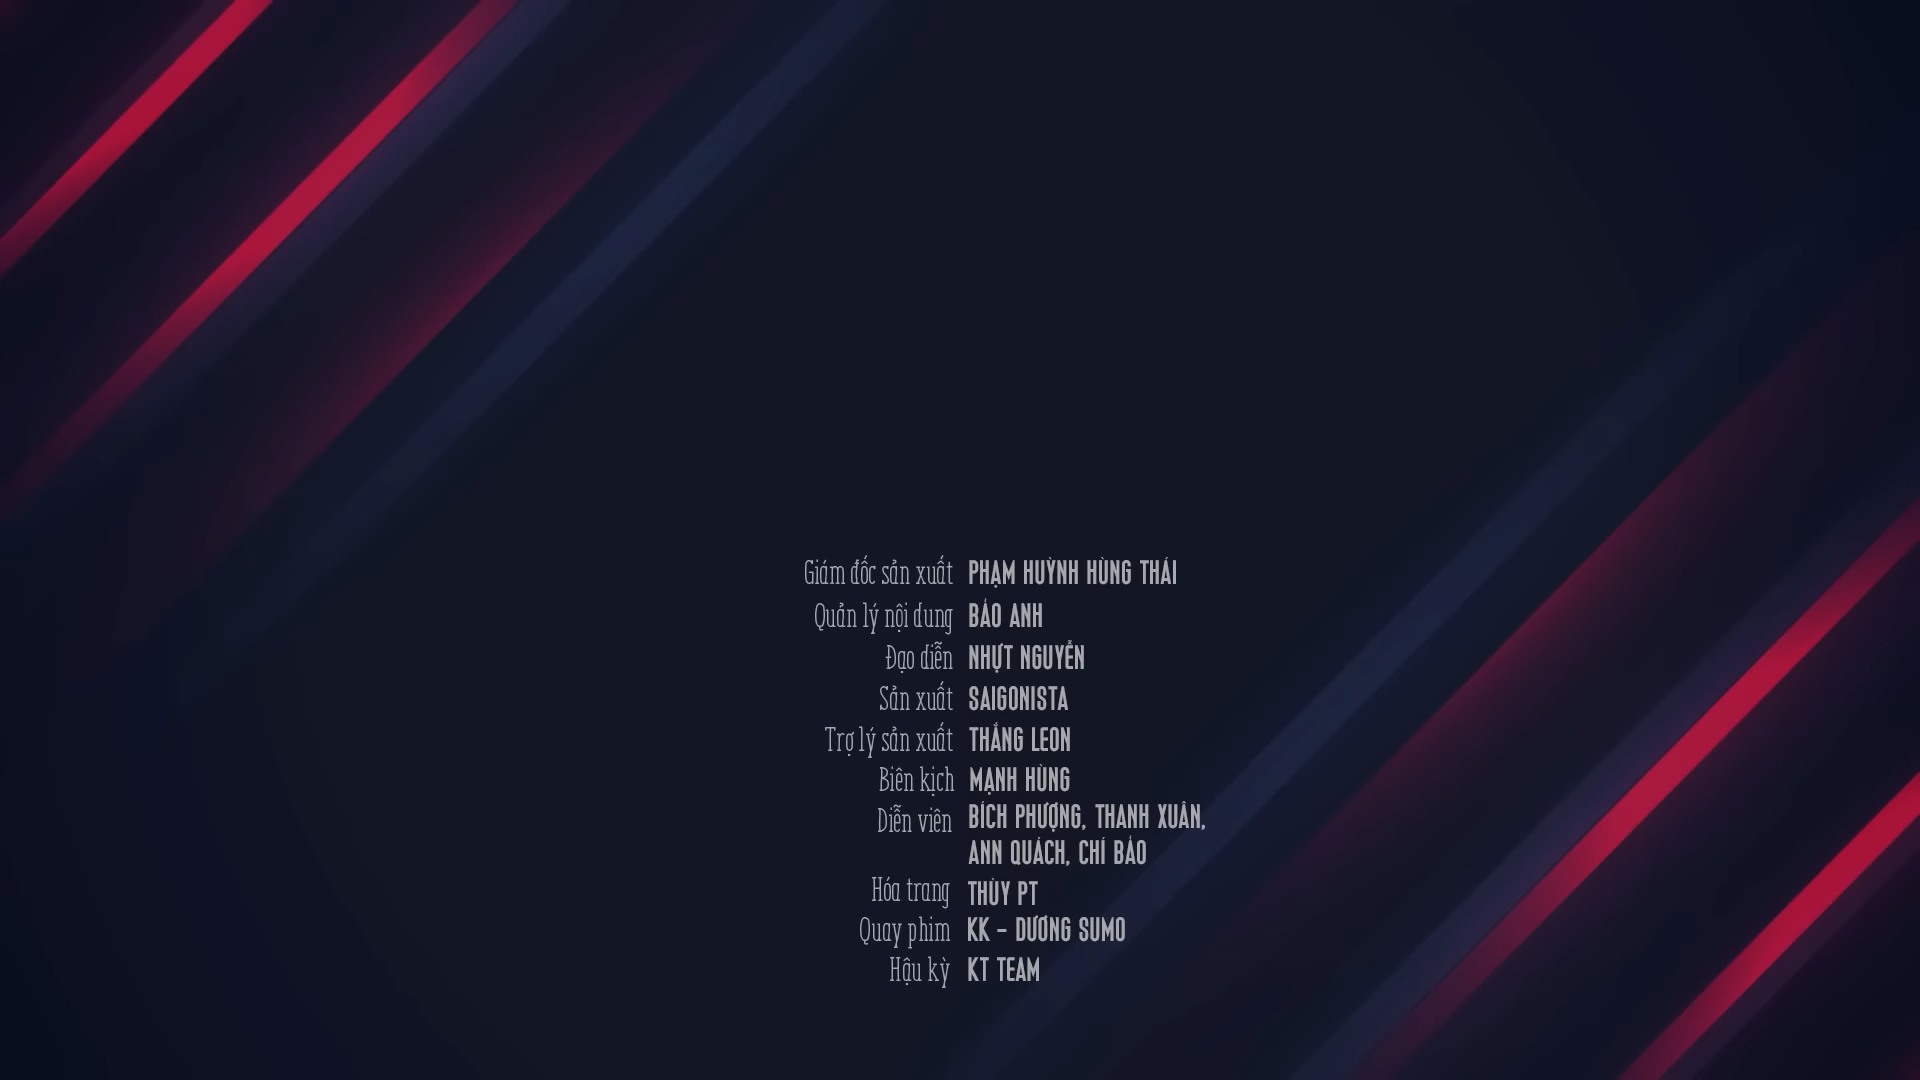 Giám đốc sản xuất PHẠM HUỲNH HÙNG THÁI
Quản lý nội dung BẢO ANH
Đạo diễn NHỰT NGUYỄN
Sản xuất SAIGONISTA
Trợ lý sản xuất THẮNG LEON
Biên kịch MẠNH HÙNG
Diễn viên BÍCH PHƯỢNG, THANH XUÂN,
ANN QUÁCH, CHÍ BẢO
Hóa trang THÙY PT
Quay phim KK - DƯƠNG SUMO
Hậu kỳ KT TEAM